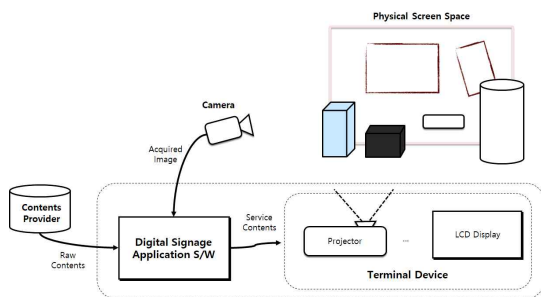 Physical Screen Space
Camera
Acquired
Image
Contents
Provider
Raw
Contents
Digital Signage
Application S/W
Service
Contents
Projector
...
LCD Display
Terminal Device